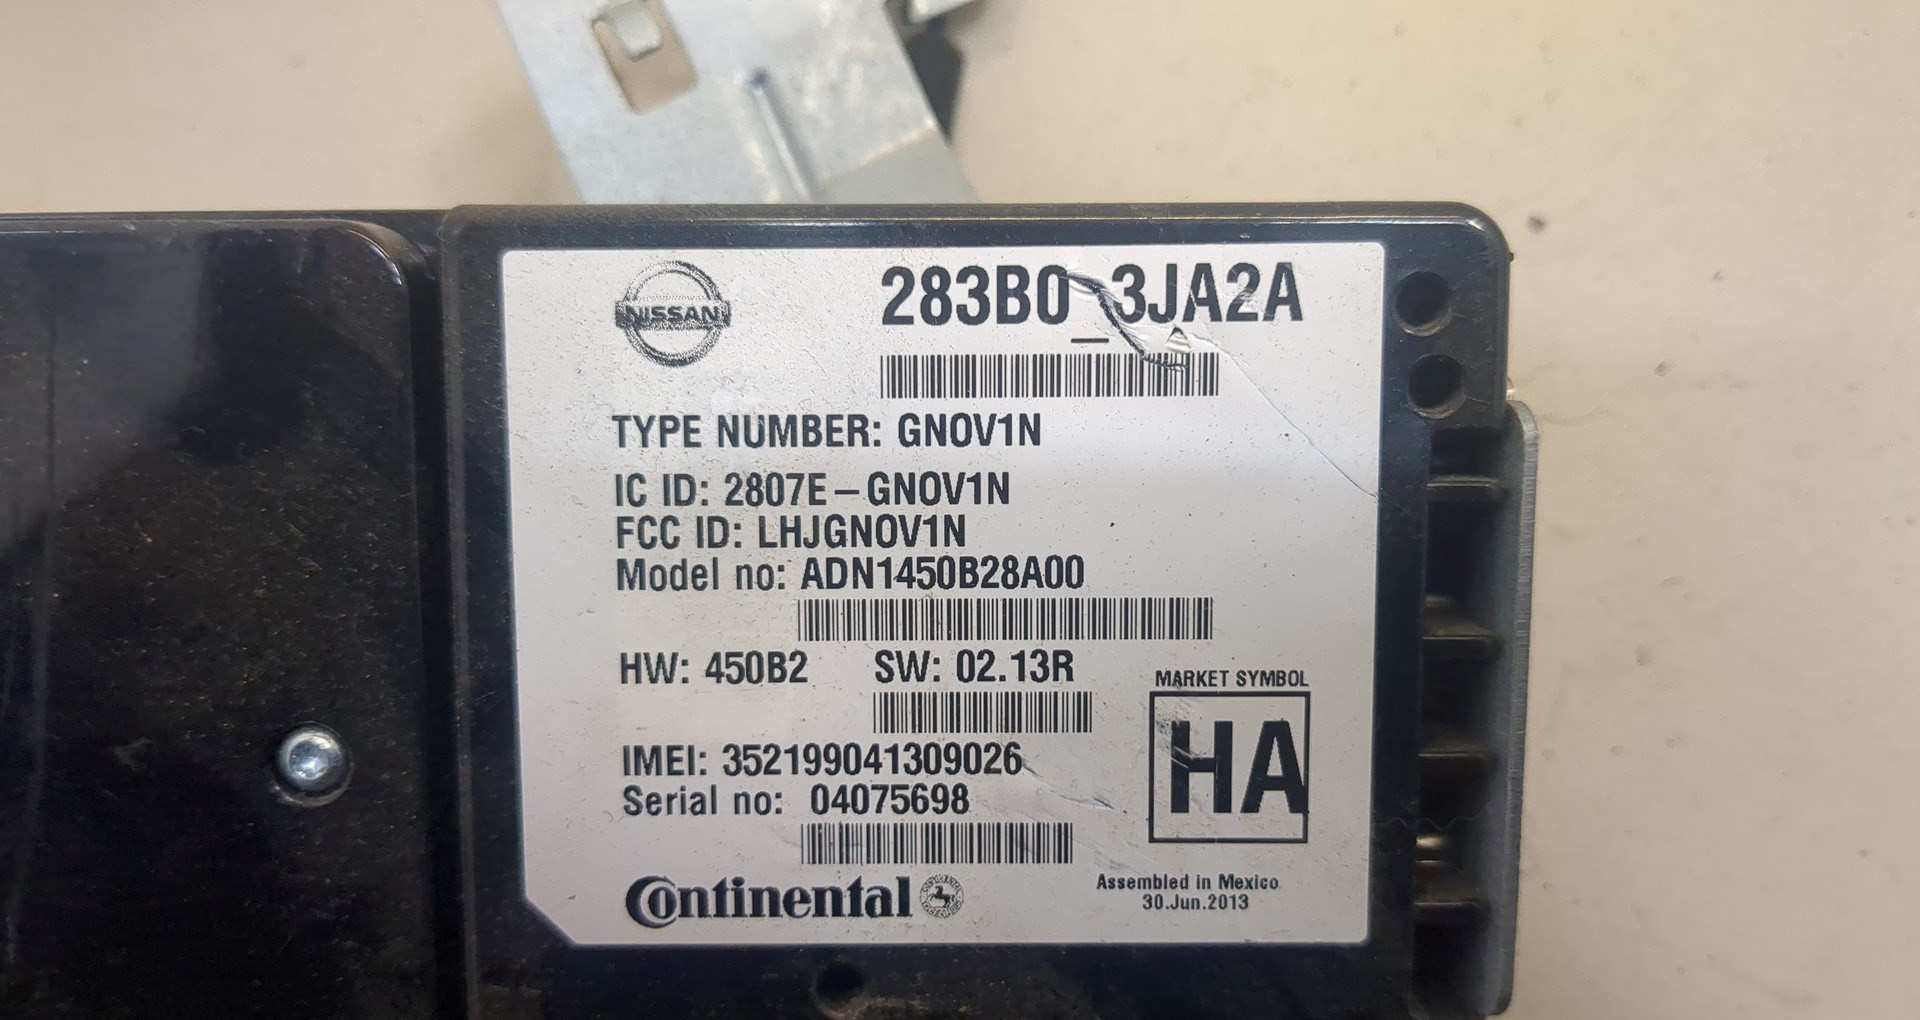 NISSAN
283B0 3JA2A
TYPE NUMBER: GNOV1N
IC ID: 2807E-GNOV1N
FCC ID: LHJGNOV1N
Model no: ADN1450B28A00
HW: 450B2 SW: 02.13R
MARKET SYMBOL
HA
IMEI: 352199041309026
Serial no: 04075698
Continental
Assembled in Mexico
30.Jun.2013